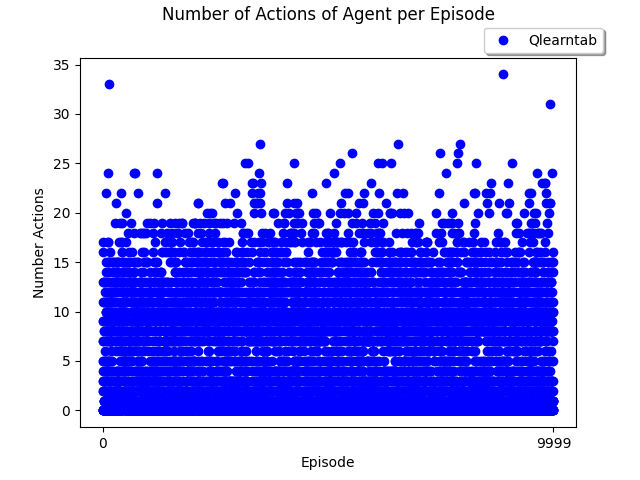 Number of Actions of Agent per Episode
Qlearntab
35
30
25
20
15
10
5
0
Number Actions
0 9999
Episode